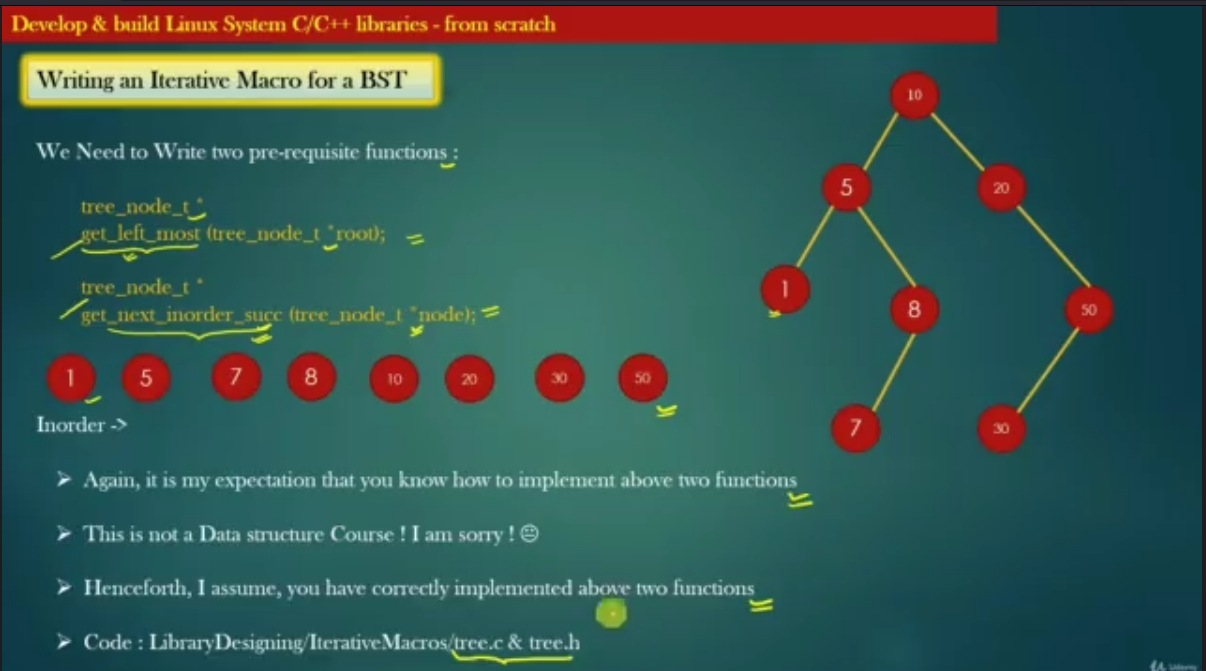 Develop & build Linux System C/C++ libraries - from scratch
Writing an Iterative Macro for a BST
We Need to Write two pre-requisite functions :
tree_node_t *
get_left_most (tree_node_t *root);
tree_node_t *
get_next_inorder_succ (tree_node_t *node);
1 5 7 8 10 20 30 50
Inorder ->
➤ Again, it is my expectation that you know how to implement above two functions
➤ This is not a Data structure Course ! I am sorry ! 😐
➤ Henceforth, I assume, you have correctly implemented above two functions
➤ Code : LibraryDesigning/IterativeMacros/tree.c & tree.h
10
5 20
1 8 50
7 30
Udemy